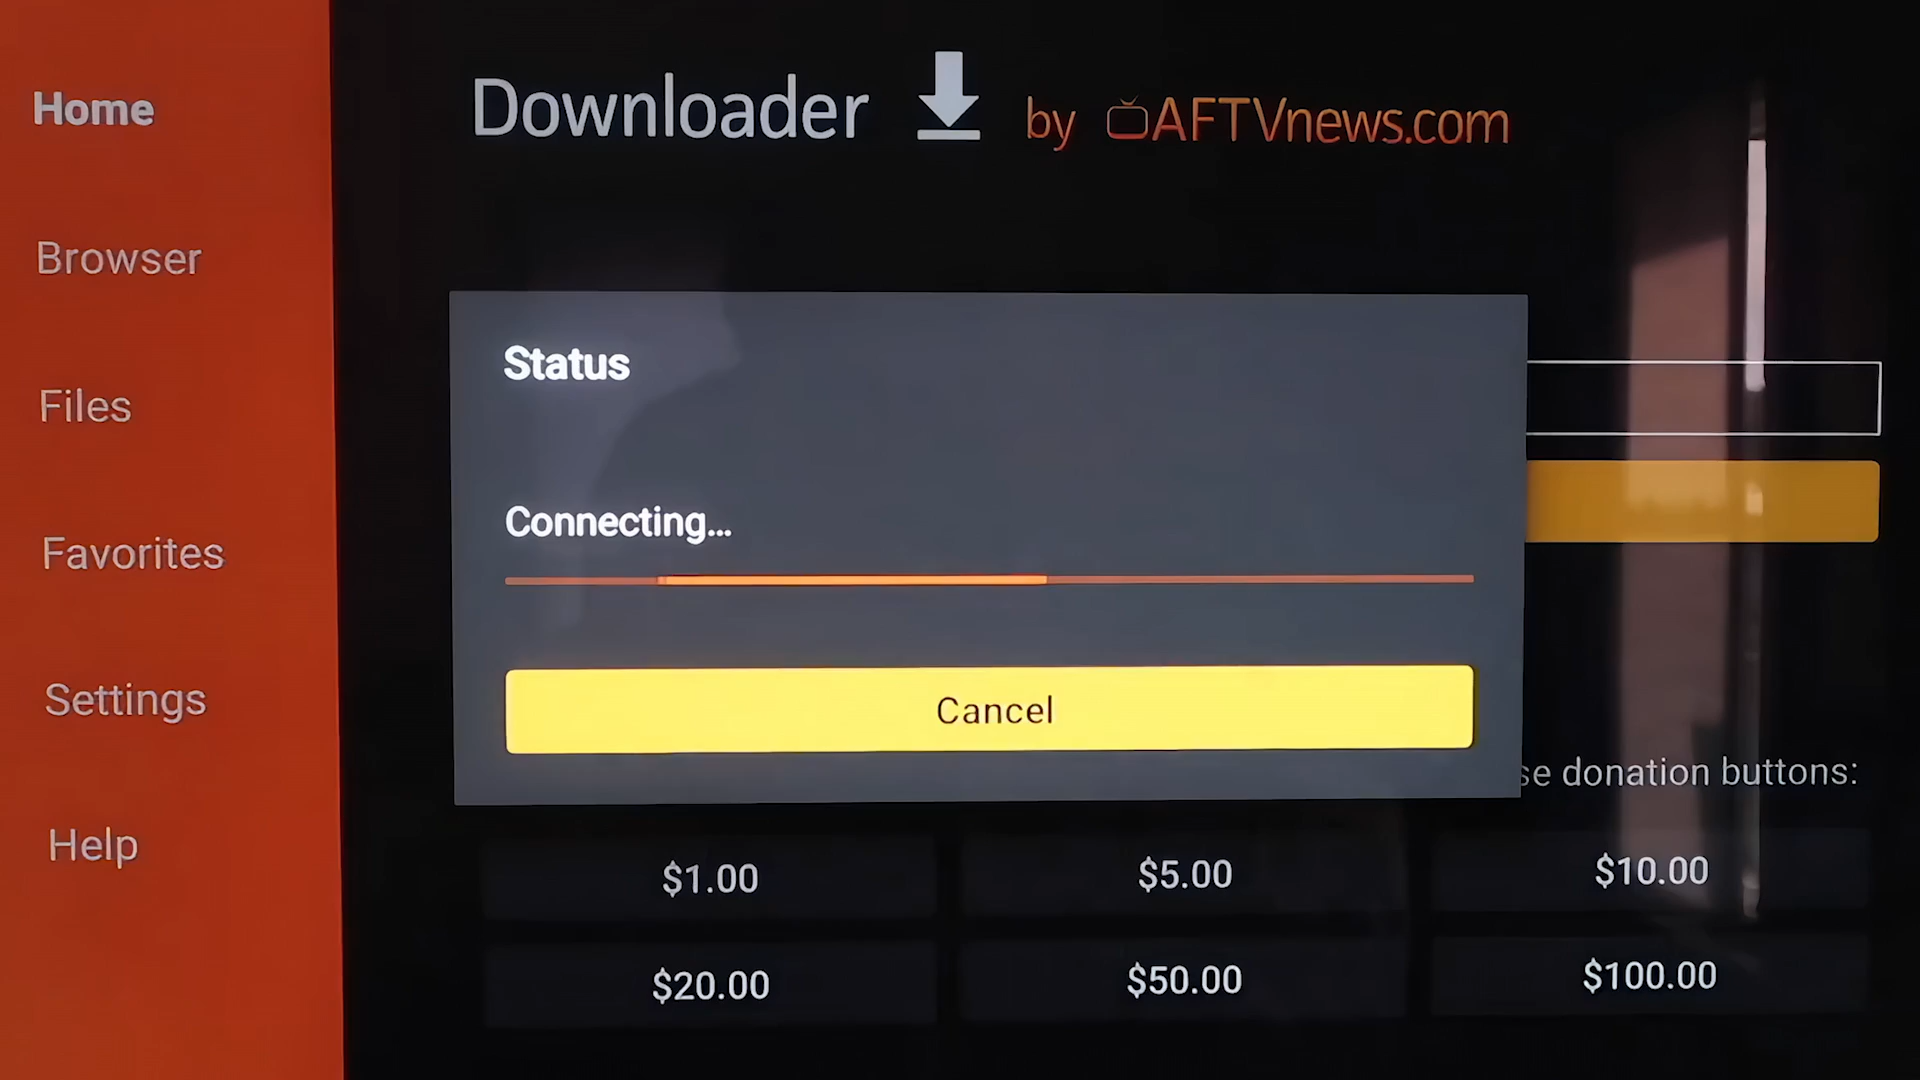 Home
Browser
Files
Favorites
Settings
Help
Downloader by AFTVnews.com
Status
Connecting...
Cancel
se donation buttons:
$1.00 $5.00 $10.00
$20.00 $50.00 $100.00